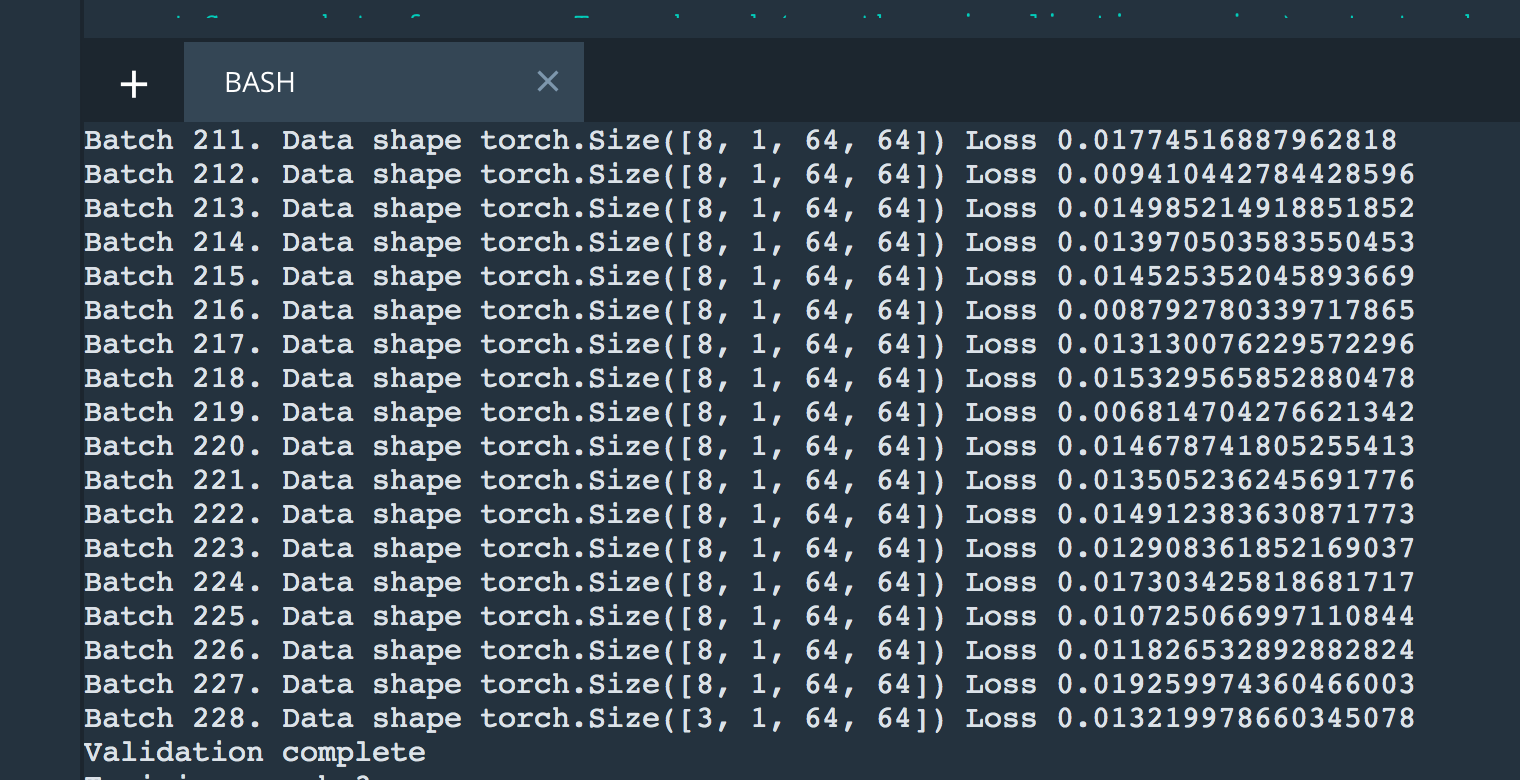 + BASH ×
Batch 211. Data shape torch.Size([8, 1, 64, 64]) Loss 0.01774516887962818
Batch 212. Data shape torch.Size([8, 1, 64, 64]) Loss 0.009410442784428596
Batch 213. Data shape torch.Size([8, 1, 64, 64]) Loss 0.014985214918851852
Batch 214. Data shape torch.Size([8, 1, 64, 64]) Loss 0.013970503583550453
Batch 215. Data shape torch.Size([8, 1, 64, 64]) Loss 0.014525352045893669
Batch 216. Data shape torch.Size([8, 1, 64, 64]) Loss 0.008792780339717865
Batch 217. Data shape torch.Size([8, 1, 64, 64]) Loss 0.013130076229572296
Batch 218. Data shape torch.Size([8, 1, 64, 64]) Loss 0.015329565852880478
Batch 219. Data shape torch.Size([8, 1, 64, 64]) Loss 0.006814704276621342
Batch 220. Data shape torch.Size([8, 1, 64, 64]) Loss 0.014678741805255413
Batch 221. Data shape torch.Size([8, 1, 64, 64]) Loss 0.013505236245691776
Batch 222. Data shape torch.Size([8, 1, 64, 64]) Loss 0.014912383630871773
Batch 223. Data shape torch.Size([8, 1, 64, 64]) Loss 0.012908361852169037
Batch 224. Data shape torch.Size([8, 1, 64, 64]) Loss 0.017303425818681717
Batch 225. Data shape torch.Size([8, 1, 64, 64]) Loss 0.010725066997110844
Batch 226. Data shape torch.Size([8, 1, 64, 64]) Loss 0.011826532892882824
Batch 227. Data shape torch.Size([8, 1, 64, 64]) Loss 0.019259974360466003
Batch 228. Data shape torch.Size([3, 1, 64, 64]) Loss 0.013219978660345078
Validation complete